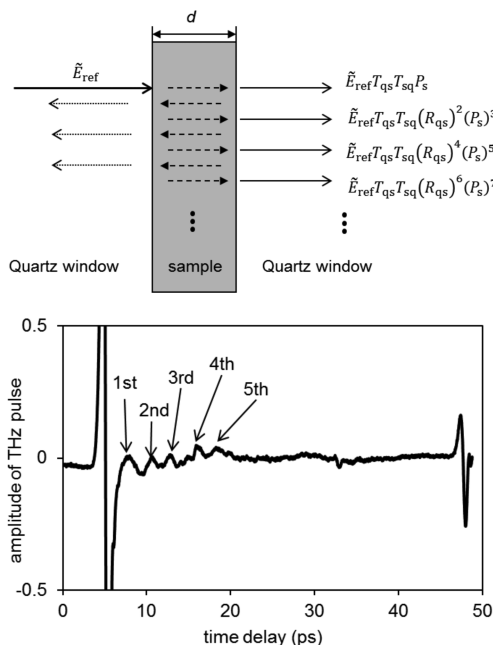 d
Ẽref
ẼrefTqsTsqPs
ẼrefTqsTsq(Rqs)²(Ps)³
ẼrefTqsTsq(Rqs)⁴(Ps)⁵
ẼrefTqsTsq(Rqs)⁶(Ps)⁷
Quartz window
sample
Quartz window
amplitude of THz pulse
0.5
0
-0.5
1st
2nd
3rd
4th
5th
0
10
20
30
40
50
time delay (ps)